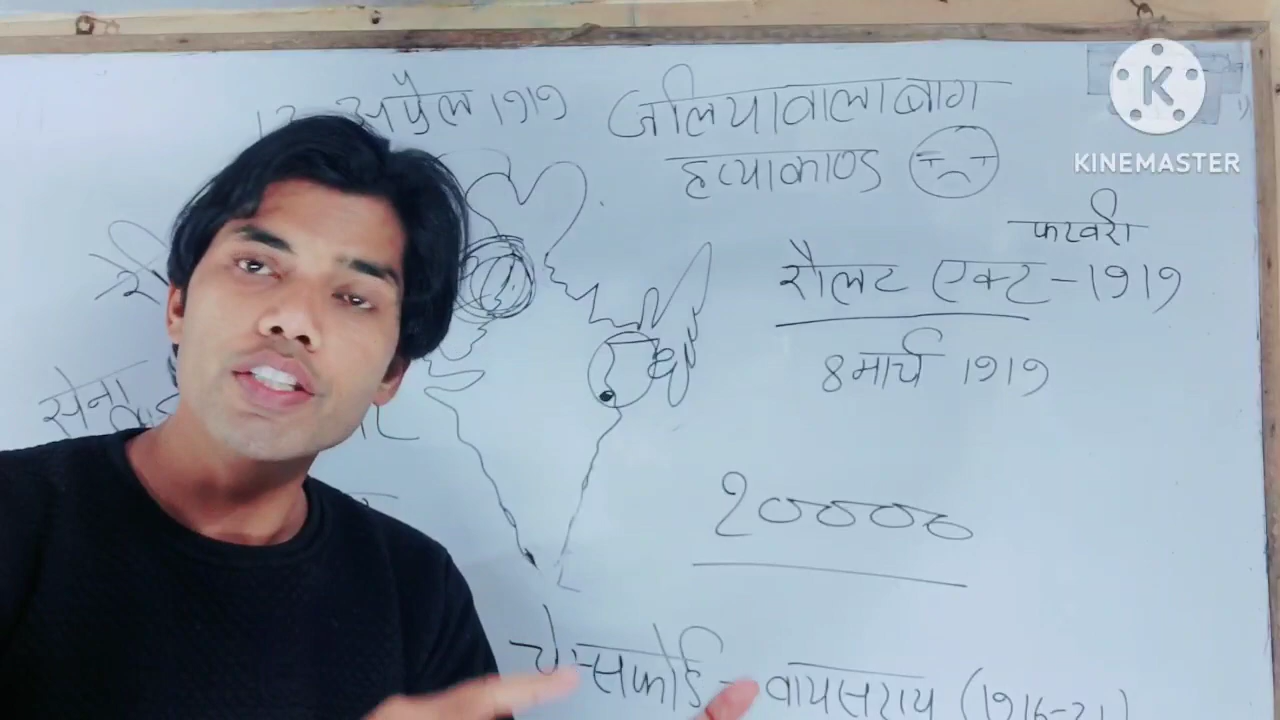 अप्रैल 1919 जलियावाला बाग
हत्याकाण्ड
K
KINEMASTER
फरवरी
रौलट एक्ट - 1919
8 मार्च 1919
सेना
20000
चेम्सफोर्ड - वायसराय (1916-21)